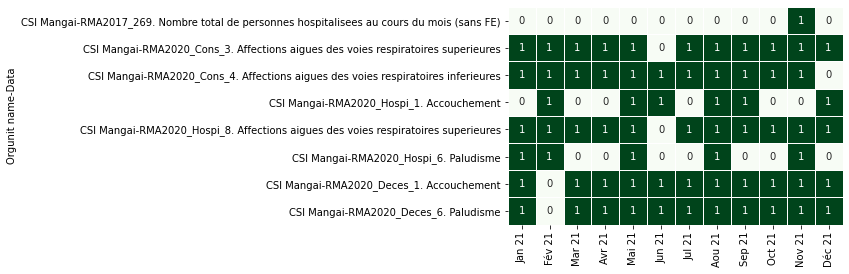 CSI Mangai-RMA2017_269. Nombre total de personnes hospitalisees au cours du mois (sans FE) 0 0 0 0 0 0 0 0 0 0 1 0
CSI Mangai-RMA2020_Cons_3. Affections aigues des voies respiratoires superieures 1 1 1 1 1 0 1 1 1 1 1 1
CSI Mangai-RMA2020_Cons_4. Affections aigues des voies respiratoires inferieures 1 1 1 1 1 1 1 1 1 1 1 0
CSI Mangai-RMA2020_Hospi_1. Accouchement 0 1 0 0 1 1 0 1 1 0 0 1
CSI Mangai-RMA2020_Hospi_8. Affections aigues des voies respiratoires superieures 1 1 1 1 1 0 1 1 1 1 1 1
CSI Mangai-RMA2020_Hospi_6. Paludisme 1 1 0 0 1 0 0 1 0 0 1 0
CSI Mangai-RMA2020_Deces_1. Accouchement 1 0 1 1 1 1 1 1 1 1 1 1
CSI Mangai-RMA2020_Deces_6. Paludisme 1 0 1 1 1 1 1 1 1 1 1 1
Orgunit name-Data
Jan 21
Fév 21
Mar 21
Avr 21
Mai 21
Jun 21
Jul 21
Aou 21
Sep 21
Oct 21
Nov 21
Déc 21